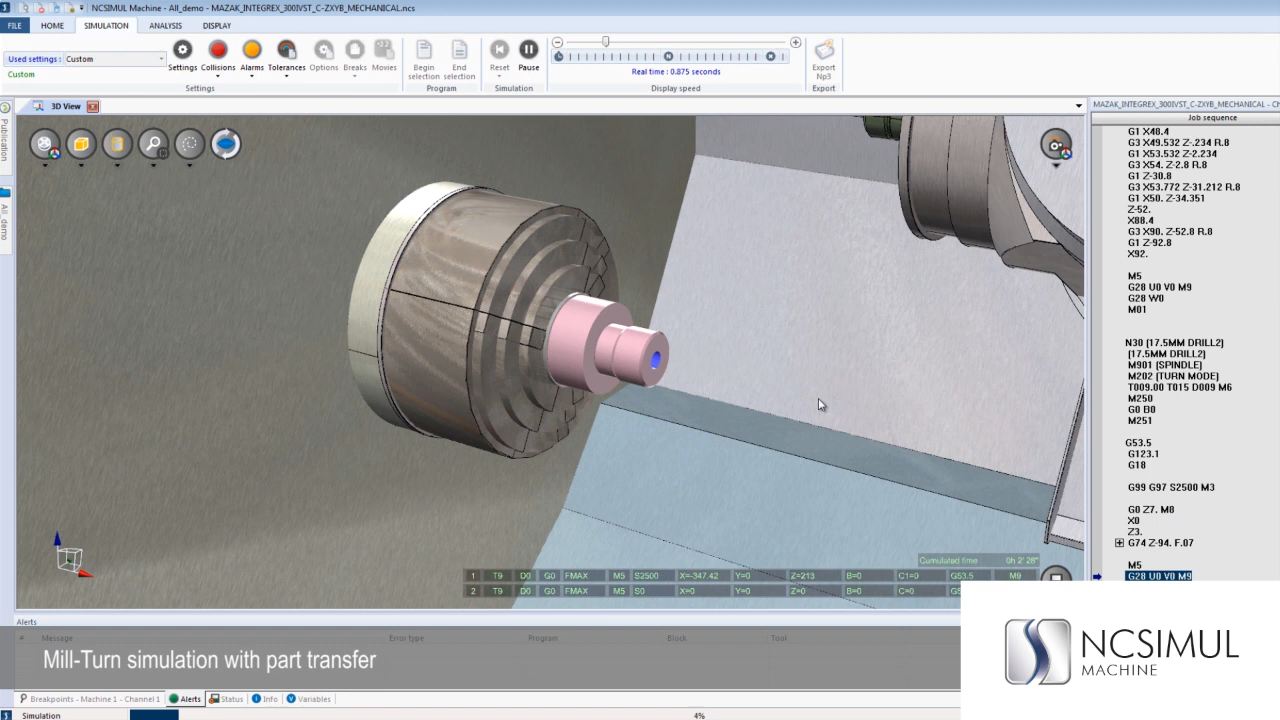 NCSIMUL Machine - All_demo - MAZAK_INTEGREX_300IVST_C-ZXYB_MECHANICAL.ncs
FILE HOME SIMULATION ANALYSIS DISPLAY
Used settings : Custom
Custom
Settings Collisions Alarms Tolerances Options Breaks Movies
Begin selection End selection
Reset Pause
Real time : 0.875 seconds
Export Np3
Settings Program Simulation Display speed Export
3D View
MAZAK_INTEGREX_300IVST_C-ZXYB_MECHANICAL - Ch
Job sequence
Publication
All_demo
G1 X48.4
G3 X49.532 Z-.234 R.8
G1 X53.532 Z-2.234
G3 X54. Z-2.8 R.8
G1 Z-30.8
G3 X53.772 Z-31.212 R.8
G1 X50. Z-34.351
Z-52.
X88.4
G3 X90. Z-52.8 R.8
G1 Z-92.8
X92.
M5
G28 U0 V0 M9
G28 W0
M01
N30 (17.5MM DRILL2)
(17.5MM DRILL2)
M901 (SPINDLE)
M202 (TURN MODE)
T009.00 T015 D009 M6
M250
G0 B0
M251
G53.5
G123.1
G18
G99 G97 S2500 M3
G0 Z7. M8
X0
Z3.
G74 Z-94. F.07
M5
G28 U0 V0 M9
Cumulated time 0h 2' 28"
1 T9 D0 G0 FMAX M5 S2500 X=-347.42 Y=0 Z=213 B=0 C1=0 G53.5 M9
2 T9 D0 G0 FMAX M5 S0 X=0 Y=0 Z=0 B=0 C=0
Alerts
# Message Error type Program Block Tool
Mill-Turn simulation with part transfer
NCSIMUL
MACHINE
Breakpoints - Machine 1 - Channel 1 Alerts Status Info Variables
Simulation 4%